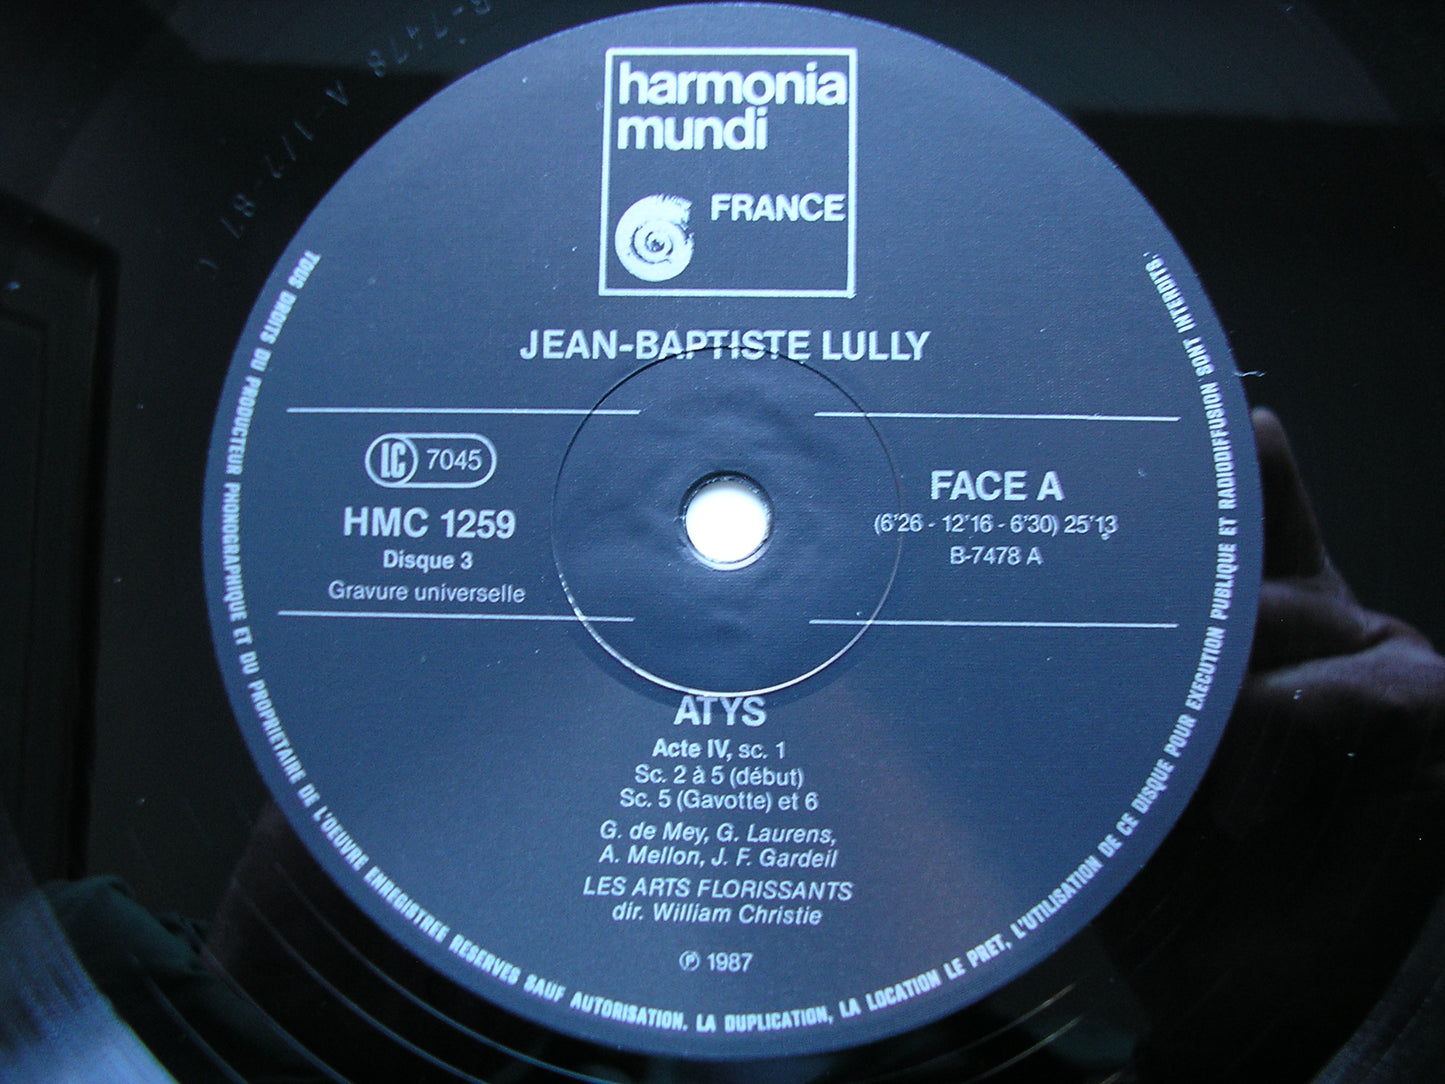 harmonia
mundi
FRANCE
JEAN-BAPTISTE LULLY
LC 7045
HMC 1259
Disque 3
Gravure universelle
FACE A
(6'26 - 12'16 - 6'30) 25'13
B-7478 A
ATYS
Acte IV, sc. 1
Sc. 2 à 5 (début)
Sc. 5 (Gavotte) et 6
G. de Mey, G. Laurens,
A. Mellon, J. F. Gardeil
LES ARTS FLORISSANTS
dir. William Christie
℗ 1987
TOUS DROITS DU PRODUCTEUR PHONOGRAPHIQUE ET DU PROPRIETAIRE DE L'OEUVRE ENREGISTREE RESERVES SAUF AUTORISATION. LA DUPLICATION, LA LOCATION LE PRET, L'UTILISATION DE CE DISQUE POUR EXECUTION PUBLIQUE ET RADIODIFFUSION SONT INTERDITS.